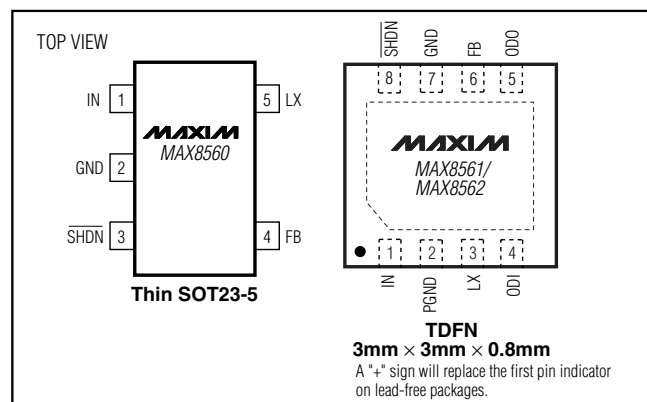 TOP VIEW
IN 1
5 LX
MAXIM
MAX8560
GND 2
SHDN 3
4 FB
Thin SOT23-5
SHDN
GND
FB
ODO
8 7 6 5
MAXIM
MAX8561/
MAX8562
1 2 3 4
IN
PGND
LX
ODI
TDFN
3mm × 3mm × 0.8mm
A "+" sign will replace the first pin indicator
on lead-free packages.